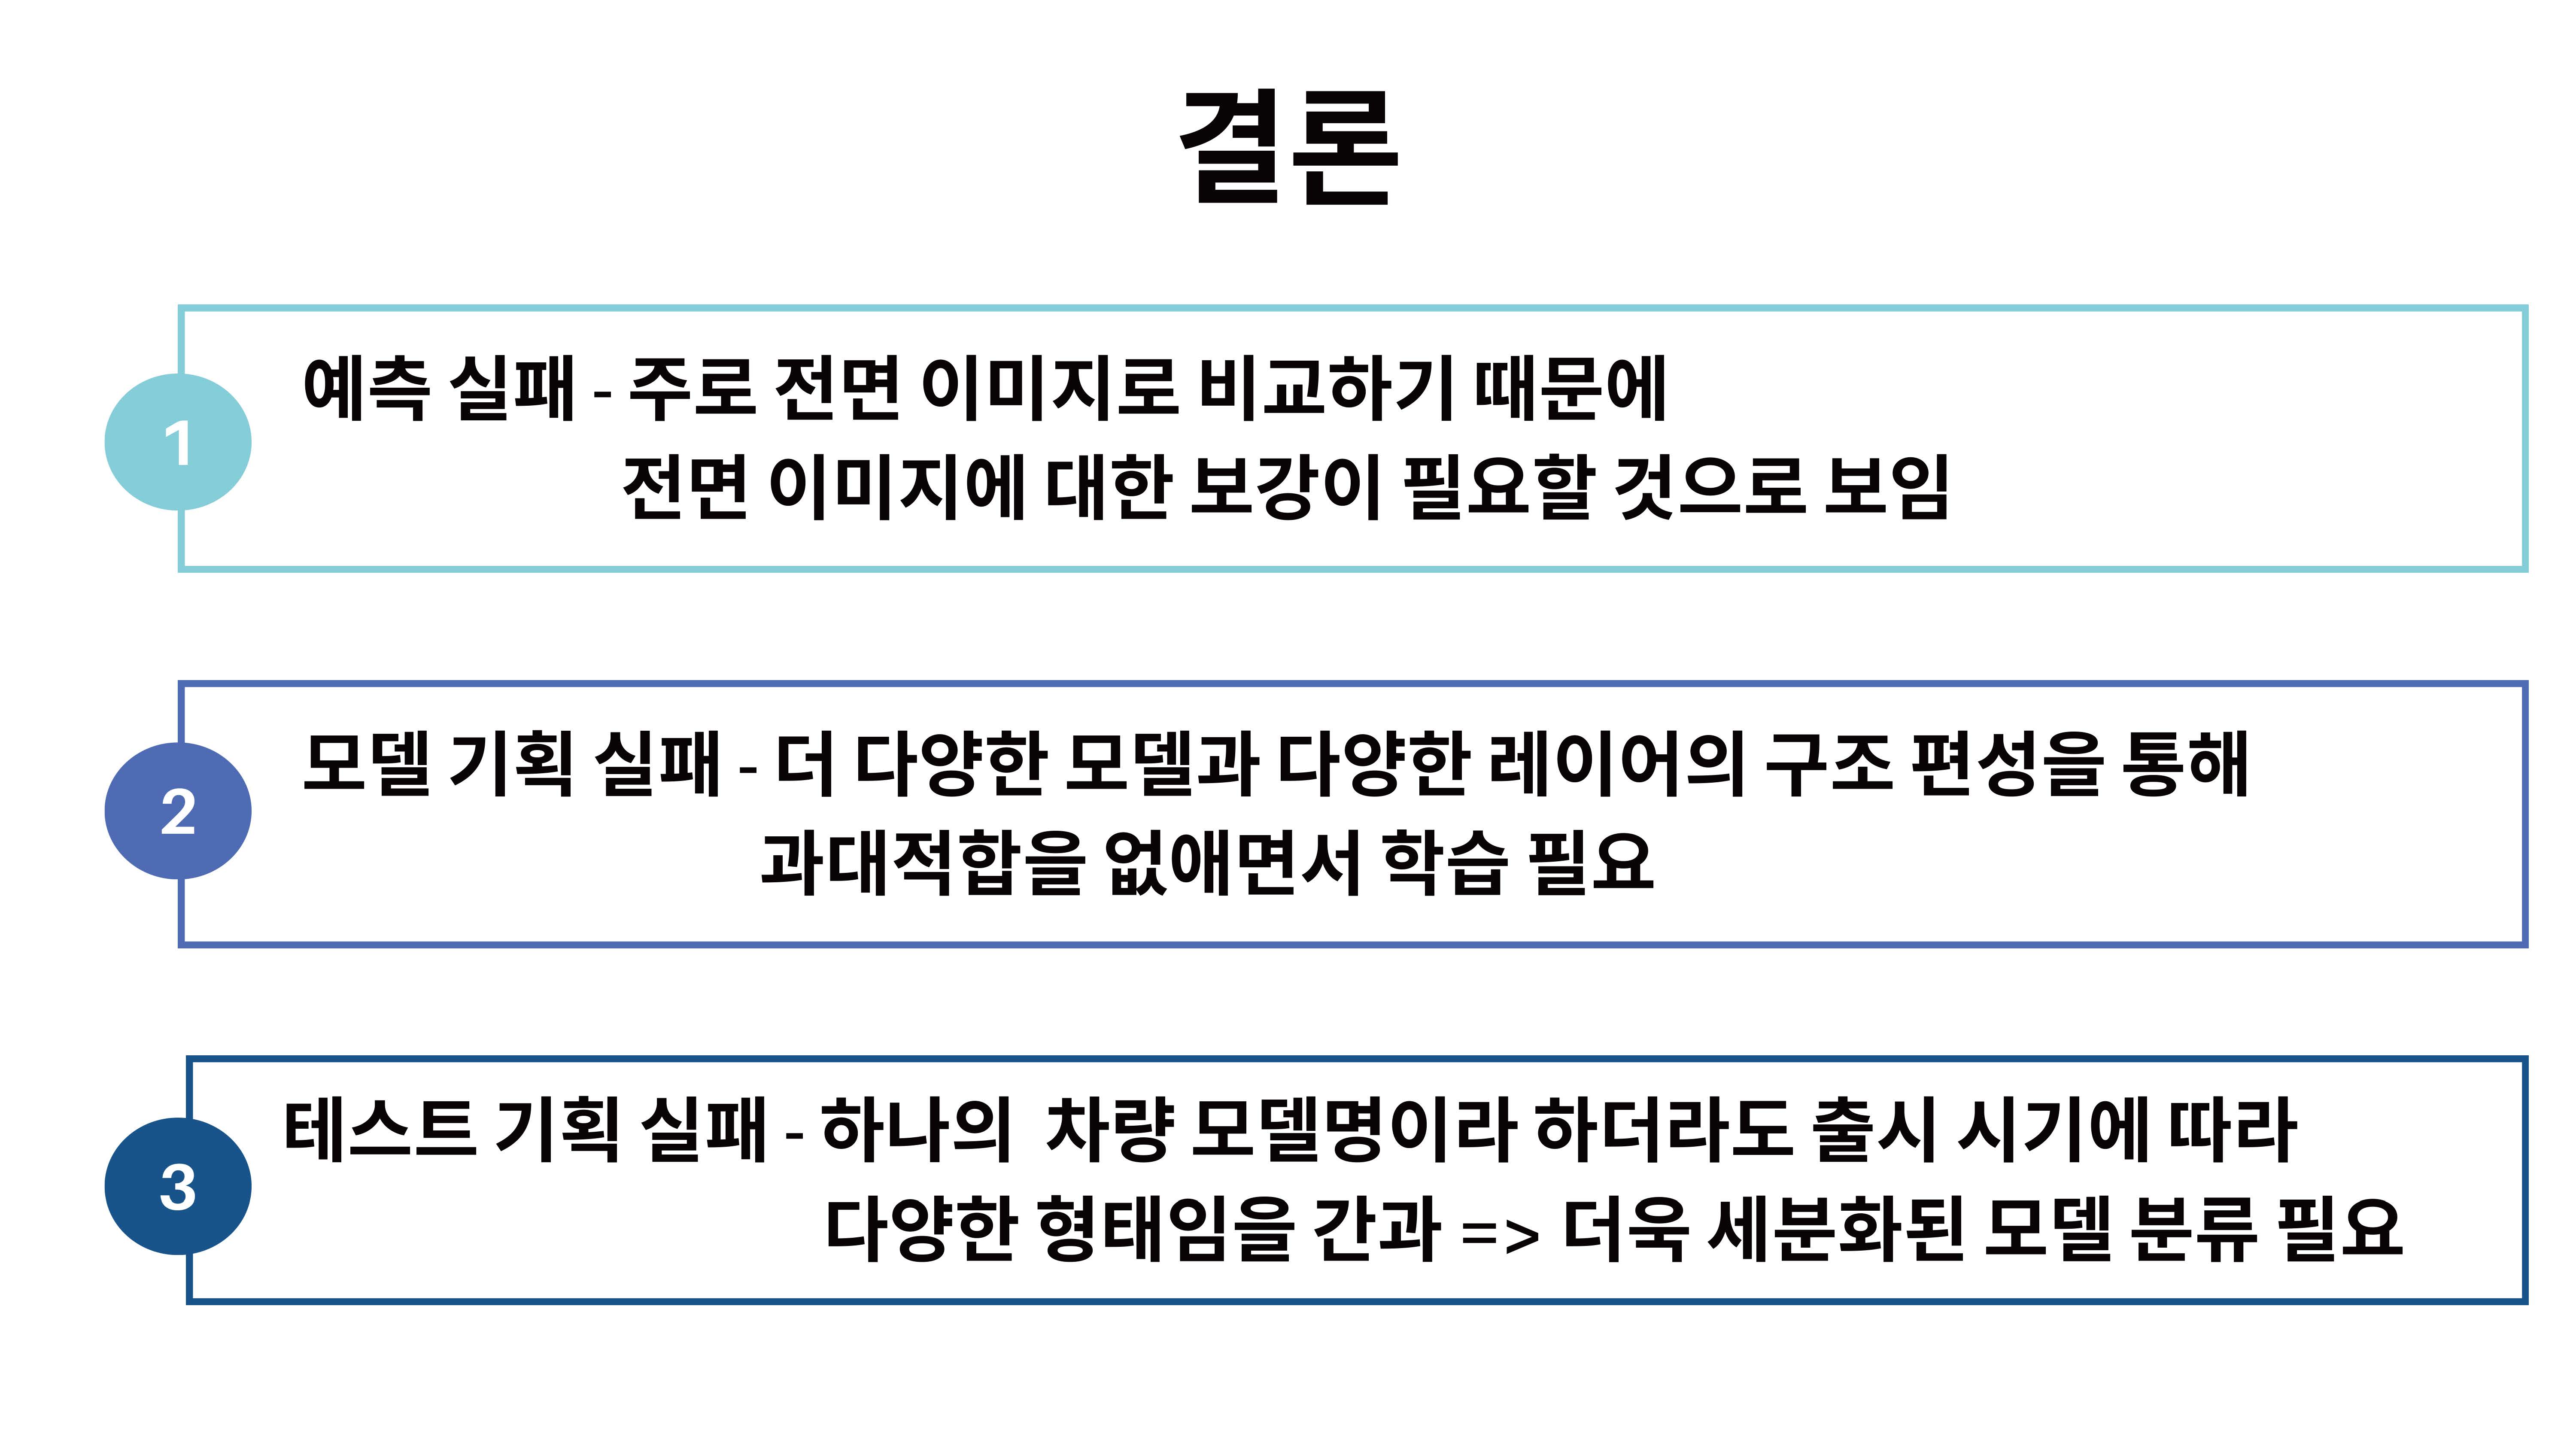 결론
1
예측 실패 - 주로 전면 이미지로 비교하기 때문에
전면 이미지에 대한 보강이 필요할 것으로 보임
2
모델 기획 실패 - 더 다양한 모델과 다양한 레이어의 구조 편성을 통해
과대적합을 없애면서 학습 필요
3
테스트 기획 실패 - 하나의  차량 모델명이라 하더라도 출시 시기에 따라
다양한 형태임을 간과 => 더욱 세분화된 모델 분류 필요